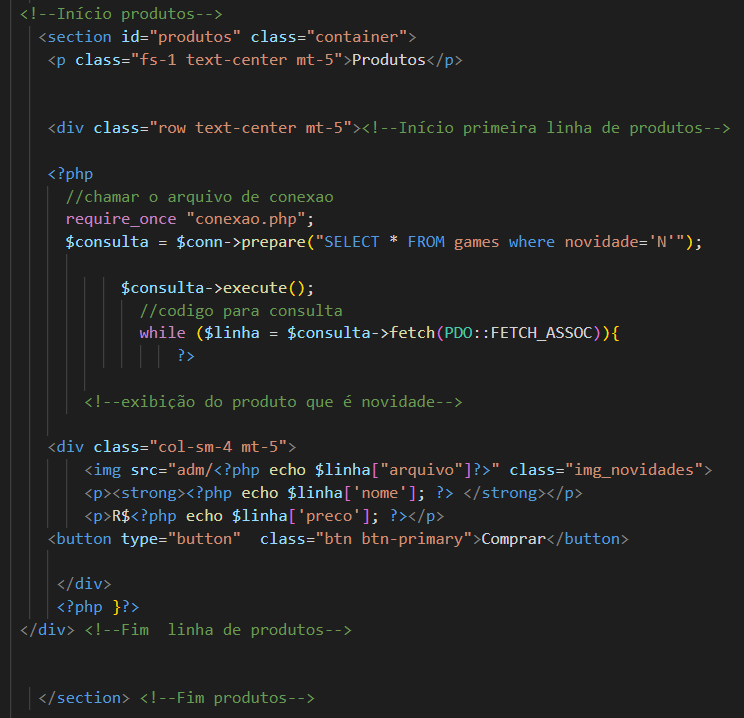 <!--Início produtos-->
<section id="produtos" class="container">
<p class="fs-1 text-center mt-5">Produtos</p>
<div class="row text-center mt-5"><!--Início primeira linha de produtos-->
<?php
//chamar o arquivo de conexao
require_once "conexao.php";
$consulta = $conn->prepare("SELECT * FROM games where novidade='N'");
$consulta->execute();
//codigo para consulta
while ($linha = $consulta->fetch(PDO::FETCH_ASSOC)){
?>
<!--exibição do produto que é novidade-->
<div class="col-sm-4 mt-5">
<img src="adm/<?php echo $linha["arquivo"]?>" class="img_novidades">
<p><strong><?php echo $linha['nome']; ?> </strong></p>
<p>R$<?php echo $linha['preco']; ?></p>
<button type="button"  class="btn btn-primary">Comprar</button>
</div>
<?php }?>
</div> <!--Fim  linha de produtos-->
</section> <!--Fim produtos-->